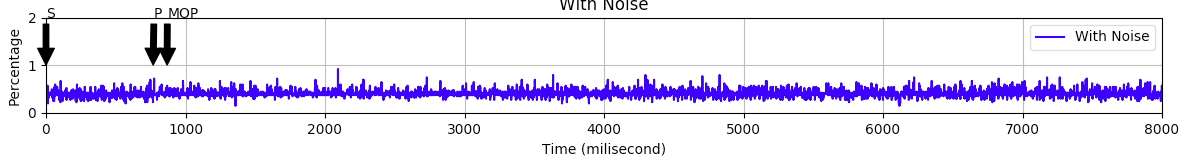 With Noise
S P MOP
With Noise
Percentage
2
1
0
0 1000 2000 3000 4000 5000 6000 7000 8000
Time (milisecond)